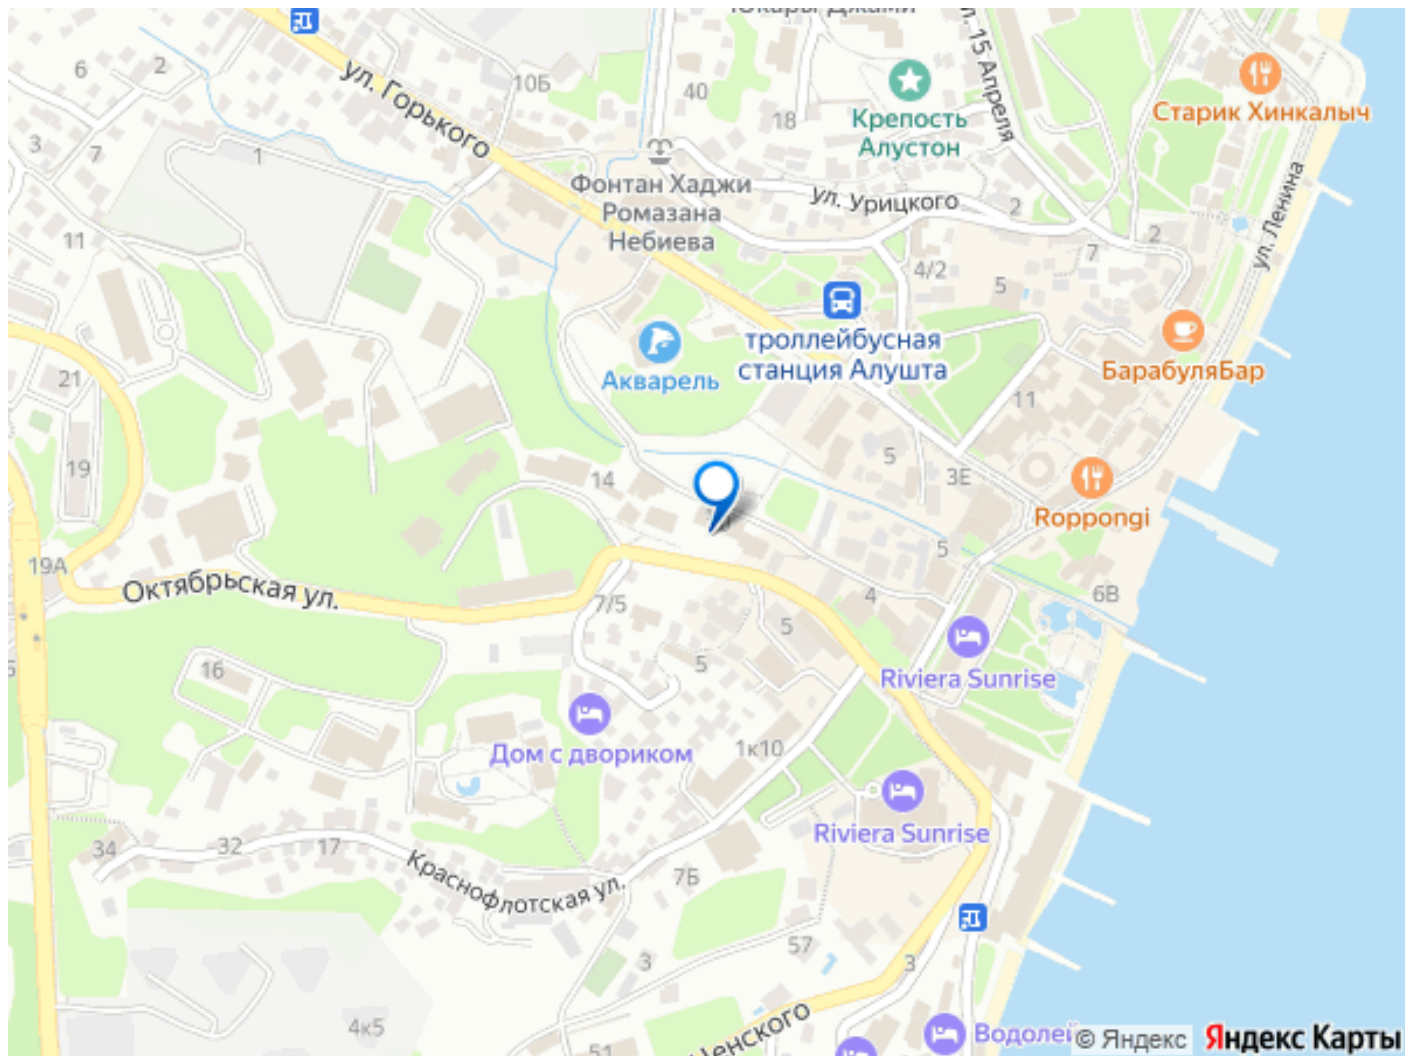 Юкары Джами
ул. 15 Апреля
ул. Горького
10Б
40
18
6
2
3
7
1
11
Крепость
Алустон
Старик Хинкалыч
Фонтан Хаджи
Ромазана
Небиева
ул. Урицкого
2
2
7
ул. Ленина
4/2
5
троллейбусная
станция Алушта
Акварель
БарабуляБар
11
21
19
14
5
3Е
Roppongi
19А
Октябрьская ул.
7/5
5
5
4
5
6В
Riviera Sunrise
16
Дом с двориком
1к10
Riviera Sunrise
34
32
17
Краснофлотская ул.
7Б
57
3
3
4к5
51
Ценского
Водолей
© Яндекс
Яндекс Карты